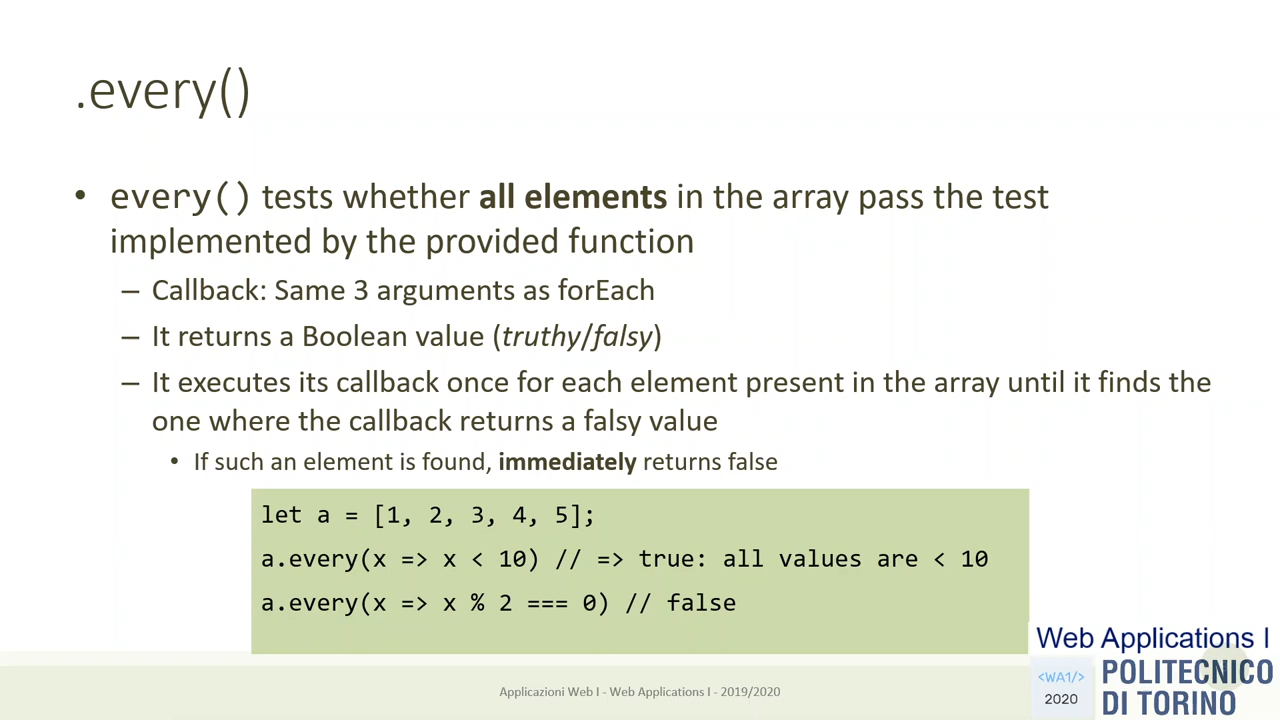 .every()
• every() tests whether all elements in the array pass the test
implemented by the provided function
– Callback: Same 3 arguments as forEach
– It returns a Boolean value (truthy/falsy)
– It executes its callback once for each element present in the array until it finds the
one where the callback returns a falsy value
• If such an element is found, immediately returns false
let a = [1, 2, 3, 4, 5];
a.every(x => x < 10) // => true: all values are < 10
a.every(x => x % 2 === 0) // false
Web Applications I
<WA1/>
2020
POLITECNICO
DI TORINO
Applicazioni Web I - Web Applications I - 2019/2020